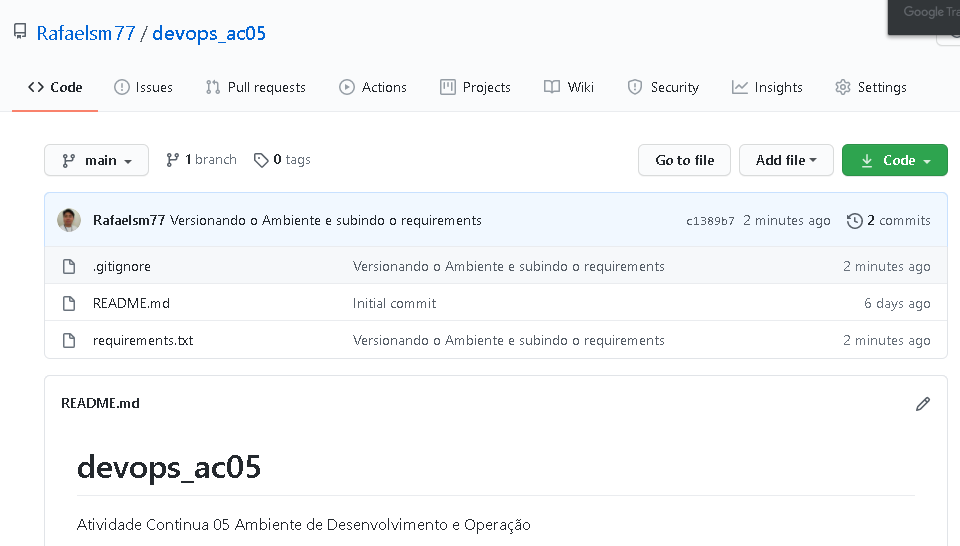 Google Tra
Rafaelsm77 / devops_ac05
Code Issues Pull requests Actions Projects Wiki Security Insights Settings
main 1 branch 0 tags Go to file Add file Code
Rafaelsm77 Versionando o Ambiente e subindo o requirements c1389b7 2 minutes ago 2 commits
.gitignore Versionando o Ambiente e subindo o requirements 2 minutes ago
README.md Initial commit 6 days ago
requirements.txt Versionando o Ambiente e subindo o requirements 2 minutes ago
README.md
devops_ac05
Atividade Continua 05 Ambiente de Desenvolvimento e Operação